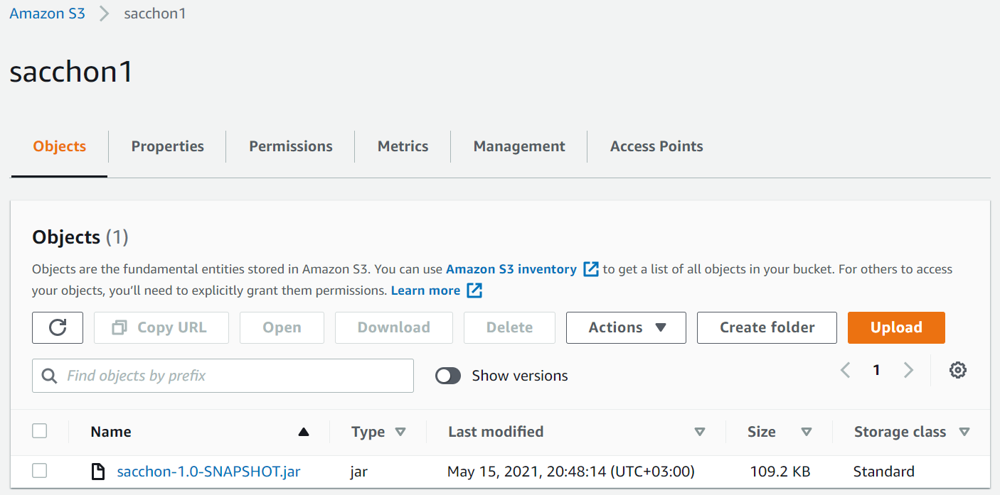 Amazon S3 sacchon1
sacchon1
Objects Properties Permissions Metrics Management Access Points
Objects (1)
Objects are the fundamental entities stored in Amazon S3. You can use Amazon S3 inventory to get a list of all objects in your bucket. For others to access
your objects, you’ll need to explicitly grant them permissions. Learn more
Copy URL Open Download Delete Actions Create folder Upload
Find objects by prefix Show versions 1
Name Type Last modified Size Storage class
sacchon-1.0-SNAPSHOT.jar jar May 15, 2021, 20:48:14 (UTC+03:00) 109.2 KB Standard